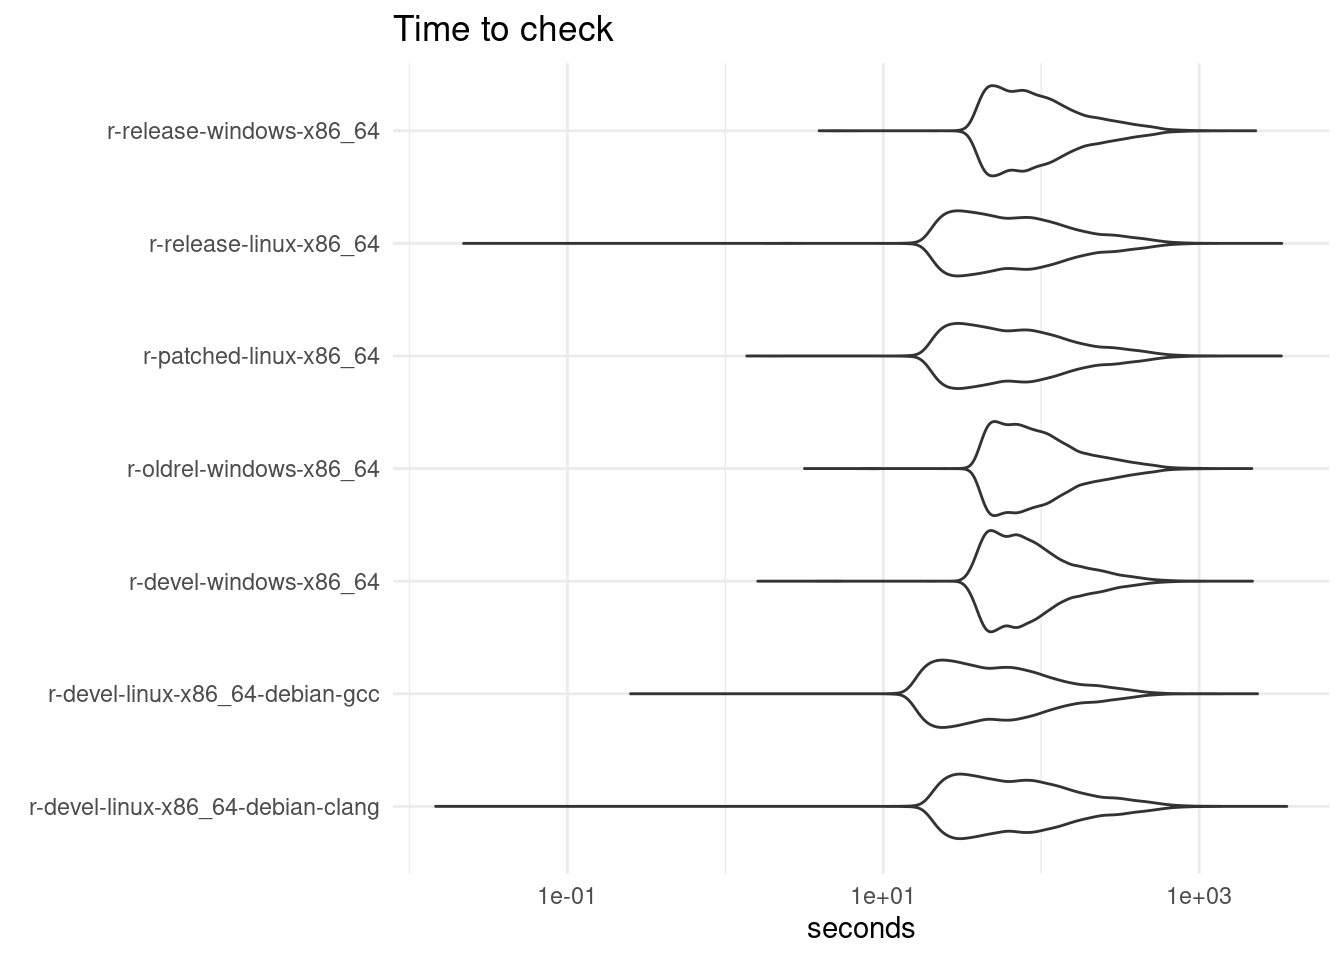 Time to check
r-release-windows-x86_64
r-release-linux-x86_64
r-patched-linux-x86_64
r-oldrel-windows-x86_64
r-devel-windows-x86_64
r-devel-linux-x86_64-debian-gcc
r-devel-linux-x86_64-debian-clang
1e-01 1e+01 1e+03
seconds